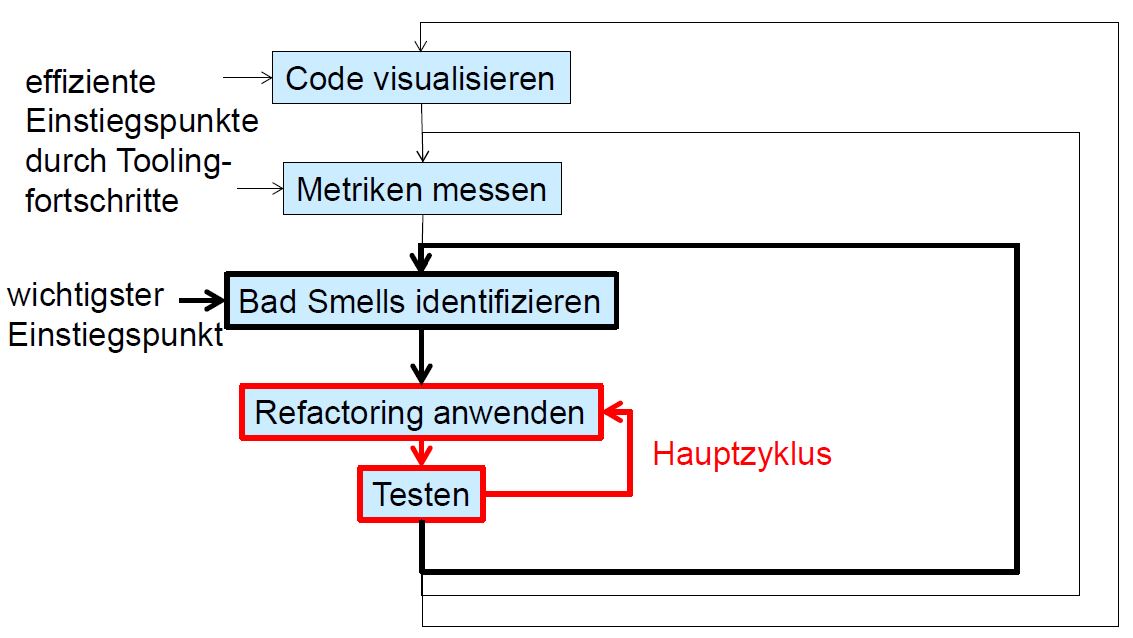 Code visualisieren
effiziente
Einstiegspunkte
durch Tooling-
fortschritte
Metriken messen
wichtigster
Einstiegspunkt
Bad Smells identifizieren
Refactoring anwenden
Hauptzyklus
Testen